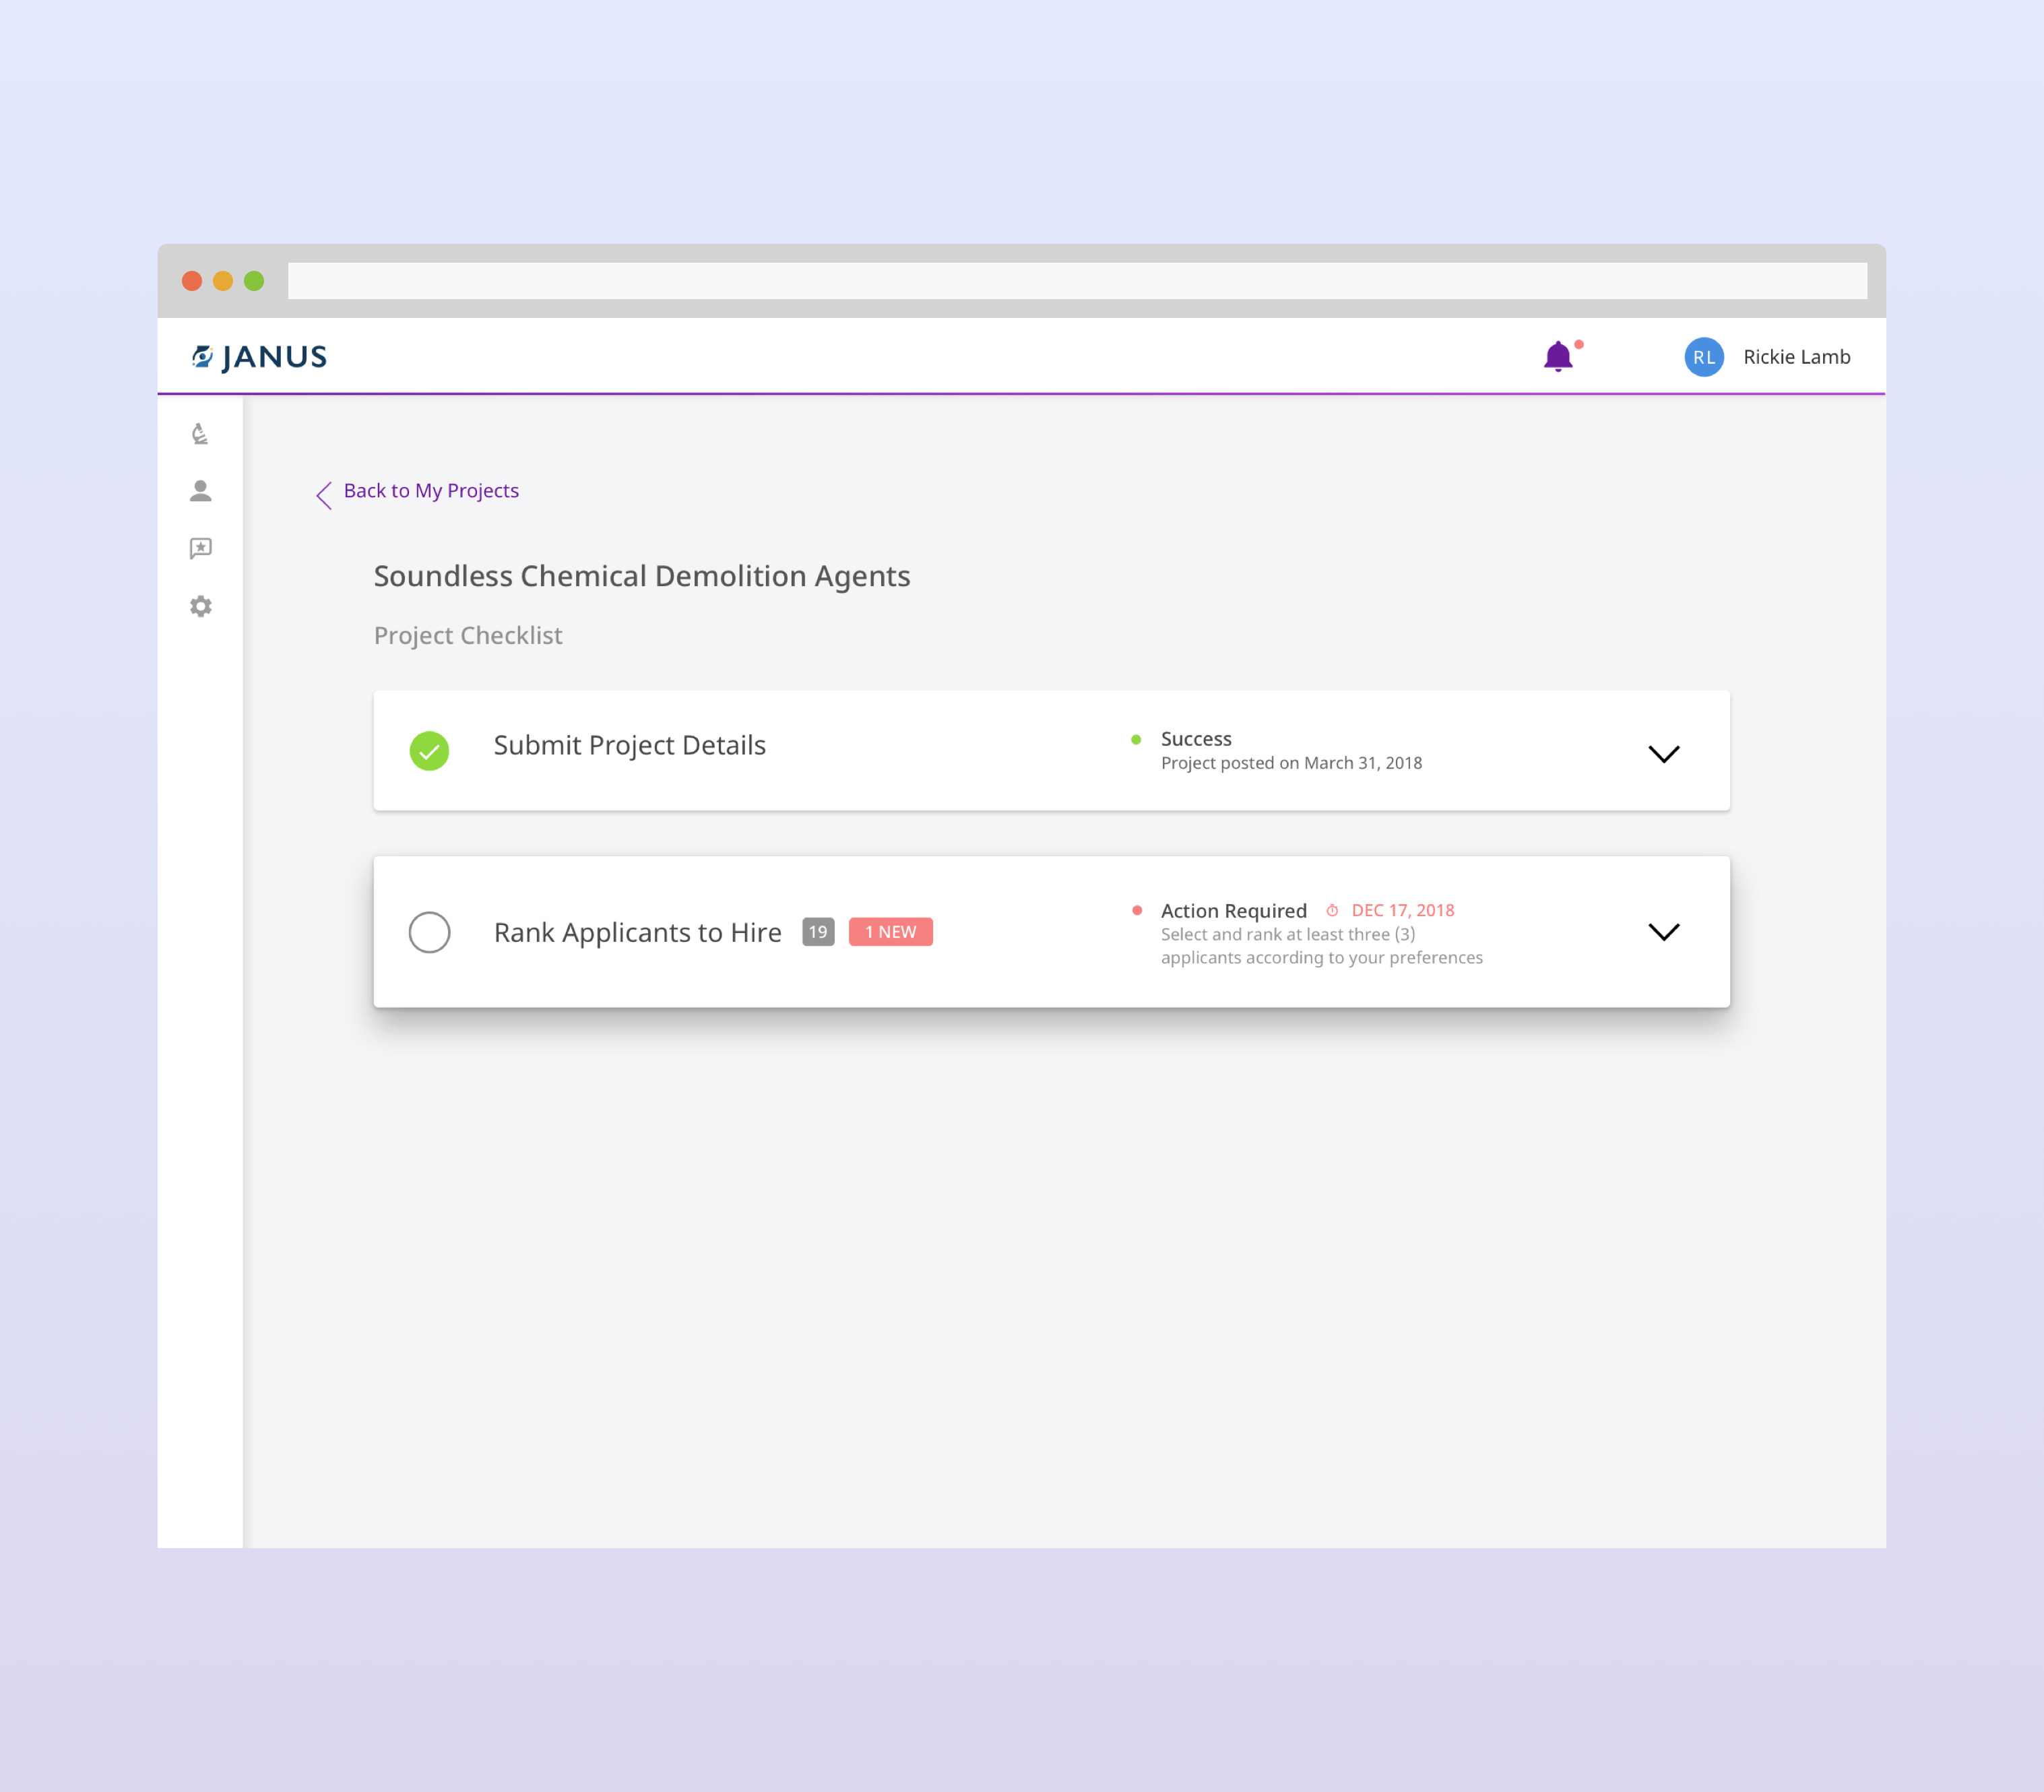 JANUS
RL
Rickie Lamb
Back to My Projects
Soundless Chemical Demolition Agents
Project Checklist
Submit Project Details
Success
Project posted on March 31, 2018
Rank Applicants to Hire 19 1 NEW
Action Required DEC 17, 2018
Select and rank at least three (3)
applicants according to your preferences